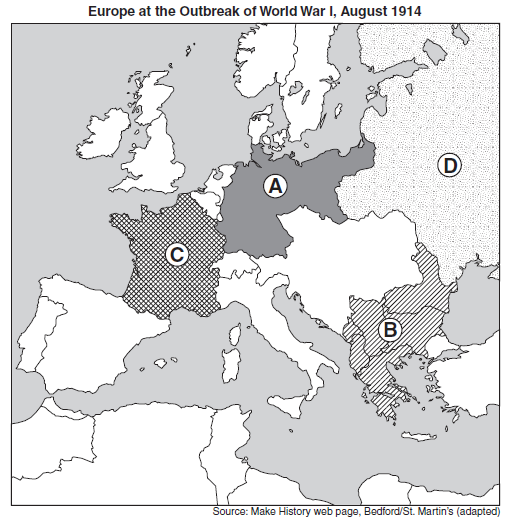 Europe at the Outbreak of World War I, August 1914
D
A
C
B
Source: Make History web page, Bedford/St. Martin's (adapted)